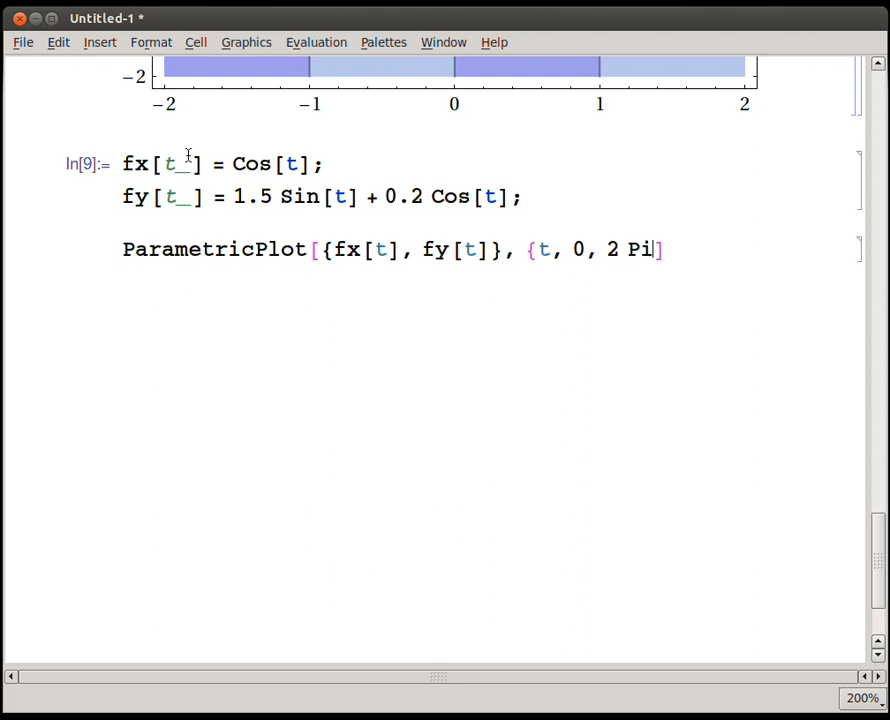 Untitled-1 *
File Edit Insert Format Cell Graphics Evaluation Palettes Window Help
-2
-2 -1 0 1 2
In[9]:= fx[t_] = Cos[t];
fy[t_] = 1.5 Sin[t] + 0.2 Cos[t];
ParametricPlot[{fx[t], fy[t]}, {t, 0, 2 Pi]
200%